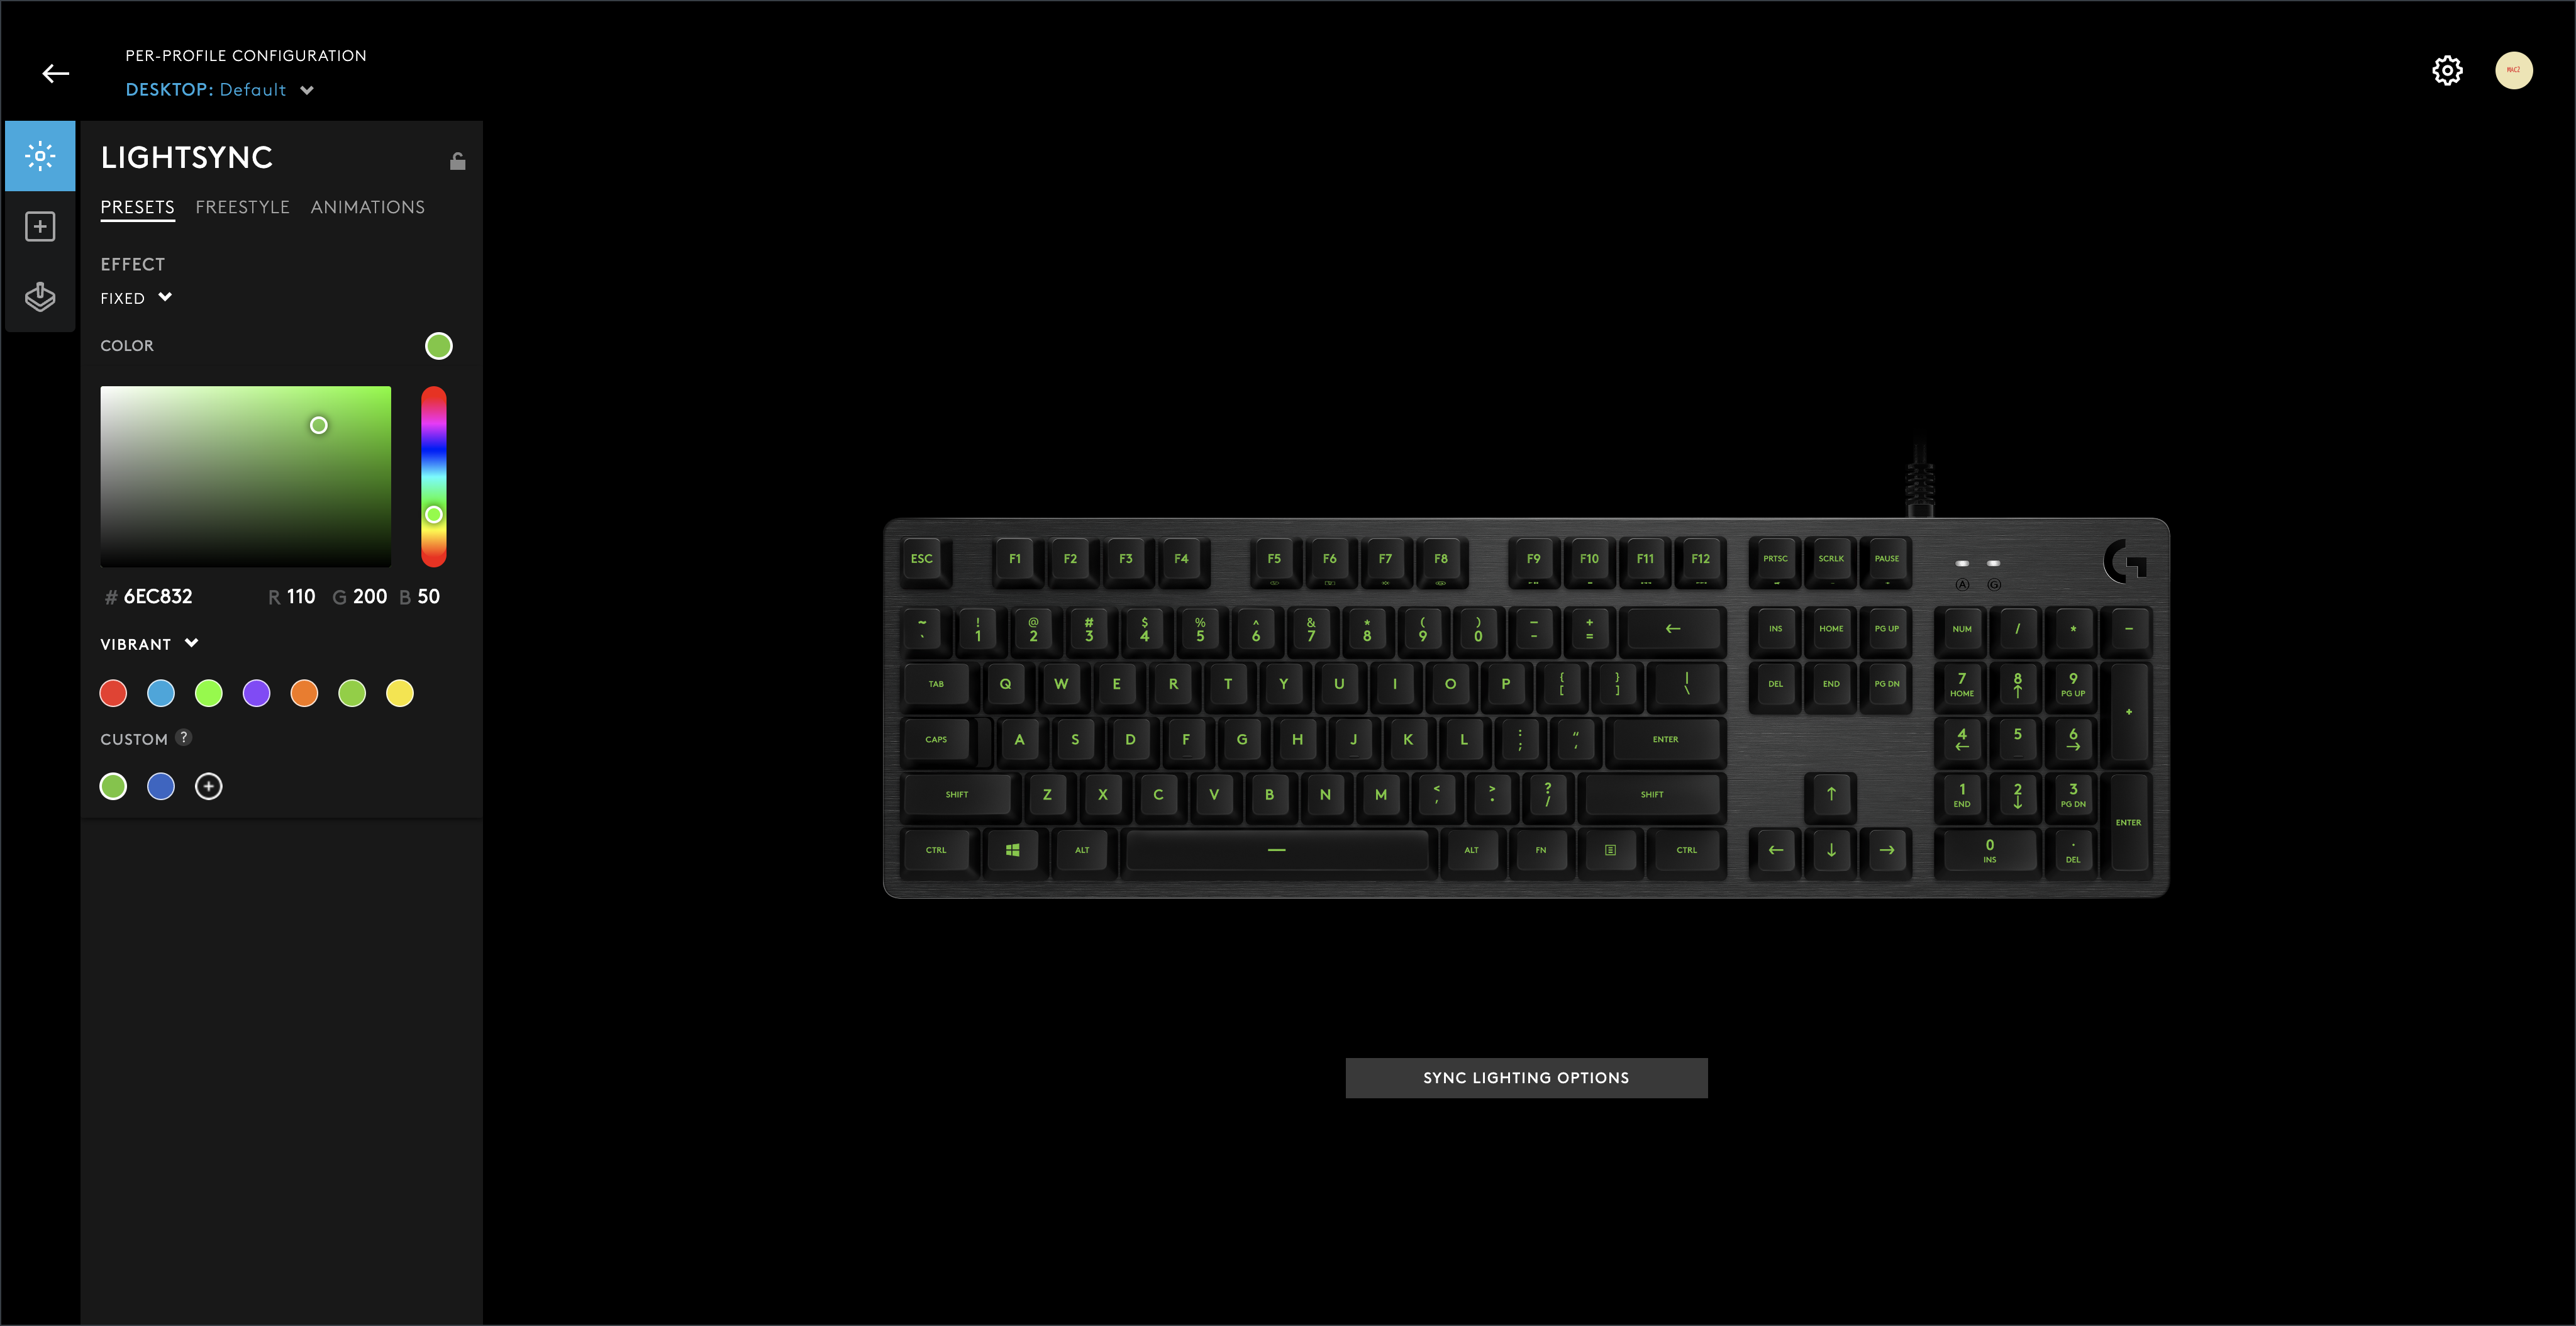 PER-PROFILE CONFIGURATION
DESKTOP: Default
MAC2
LIGHTSYNC
PRESETS FREESTYLE ANIMATIONS
EFFECT
FIXED
COLOR
# 6EC832 R 110 G 200 B 50
VIBRANT
CUSTOM ?
ESC F1 F2 F3 F4 F5 F6 F7 F8 F9 F10 F11 F12 PRTSC SCRLK PAUSE
A G
~ ! @ # $ % ^ & * ( ) _ +
` 1 2 3 4 5 6 7 8 9 0 - = ← INS HOME PG UP NUM / * -
TAB Q W E R T Y U I O P { } | DEL END PG DN 7 8 9
[ ] \ HOME ↑ PG UP
+
CAPS A S D F G H J K L : " ENTER 4 5 6
; ' ← →
SHIFT Z X C V B N M < > ? SHIFT ↑ 1 2 3
, . / END ↓ PG DN
ENTER
CTRL ALT — ALT FN CTRL ← ↓ → 0 .
INS DEL
SYNC LIGHTING OPTIONS